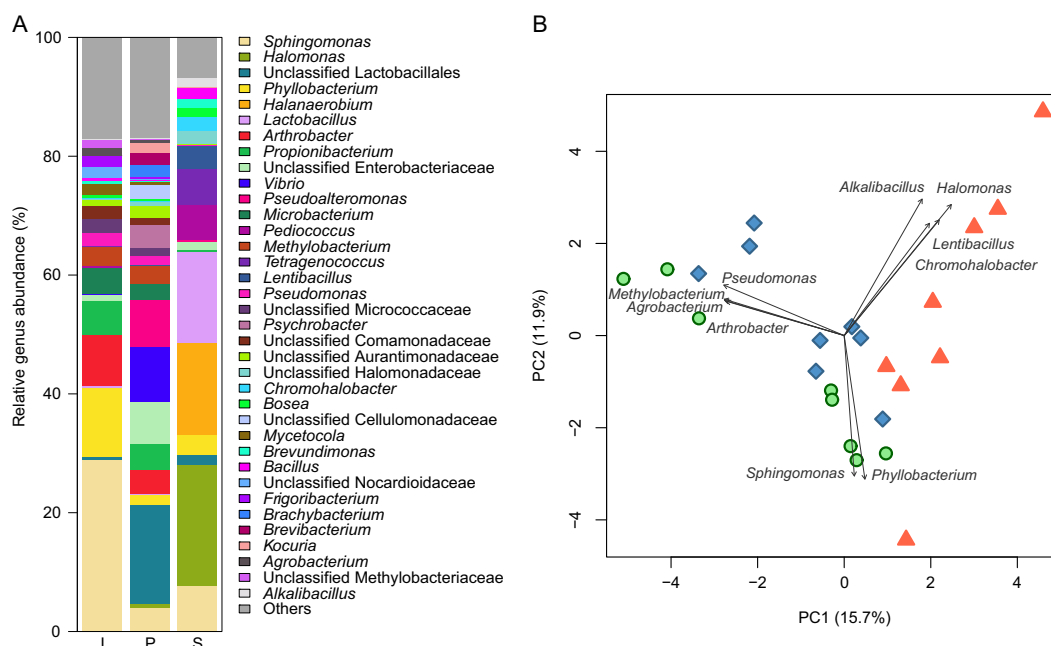 A
Relative genus abundance (%)
100
80
60
40
20
0
L
P
S
Sphingomonas
Halomonas
Unclassified Lactobacillales
Phyllobacterium
Halanaerobium
Lactobacillus
Arthrobacter
Propionibacterium
Unclassified Enterobacteriaceae
Vibrio
Pseudoalteromonas
Microbacterium
Pediococcus
Methylobacterium
Tetragenococcus
Lentibacillus
Pseudomonas
Unclassified Micrococcaceae
Psychrobacter
Unclassified Comamonadaceae
Unclassified Aurantimonadaceae
Unclassified Halomonadaceae
Chromohalobacter
Bosea
Unclassified Cellulomonadaceae
Mycetocola
Brevundimonas
Bacillus
Unclassified Nocardioidaceae
Frigoribacterium
Brachybacterium
Brevibacterium
Kocuria
Agrobacterium
Unclassified Methylobacteriaceae
Alkalibacillus
Others
B
PC2 (11.9%)
4
2
0
−2
−4
Alkalibacillus
Halomonas
Lentibacillus
Chromohalobacter
Pseudomonas
Methylobacterium
Agrobacterium
Arthrobacter
Sphingomonas
Phyllobacterium
−4
−2
0
2
4
PC1 (15.7%)